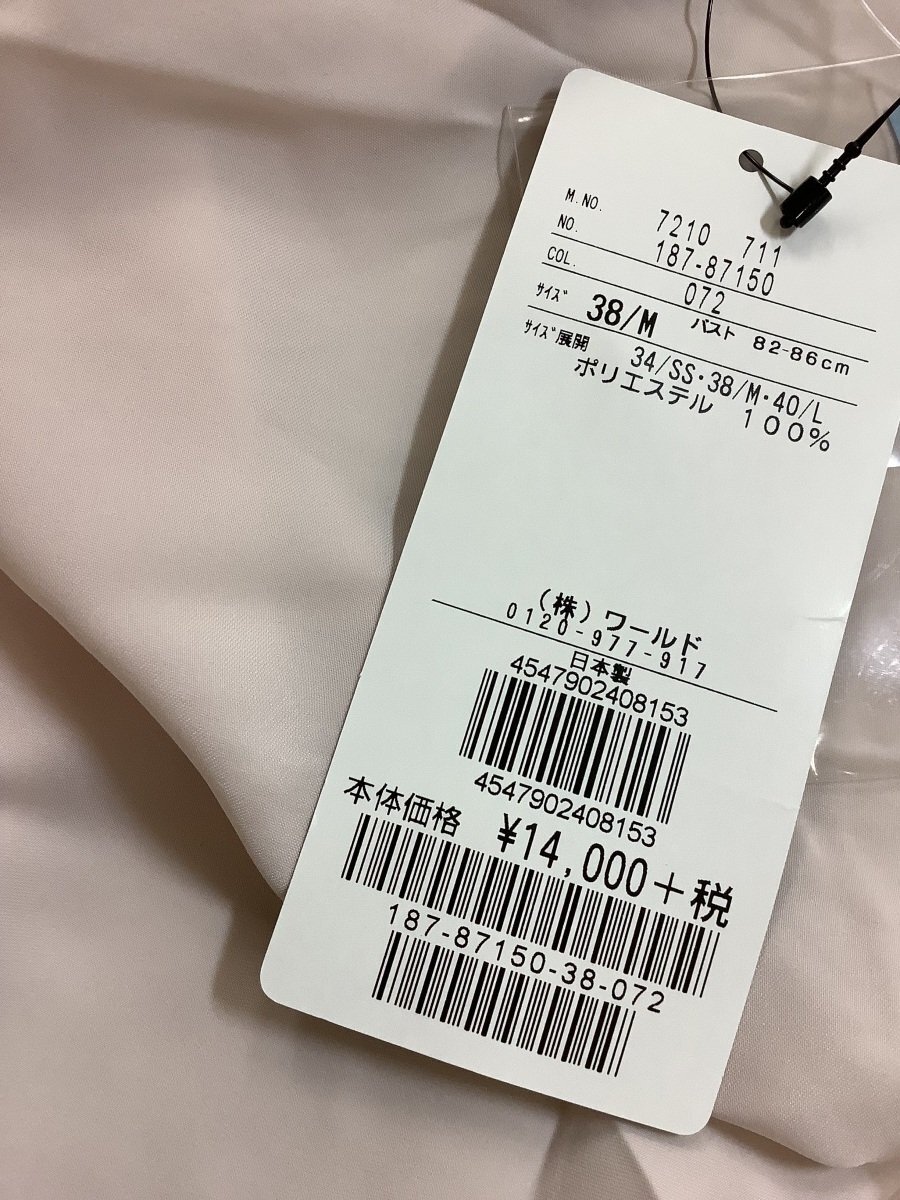 M.NO. 7210 711
NO. 187-87150
COL. 072
ｻｲｽﾞ 38/M バスト 82-86cm
ｻｲｽﾞ展開 34/SS･38/M･40/L
ポリエステル 100%
(株)ワールド
0120-977-917
日本製
4547902408153
4547902408153
本体価格 ¥14,000+税
187-87150-38-072